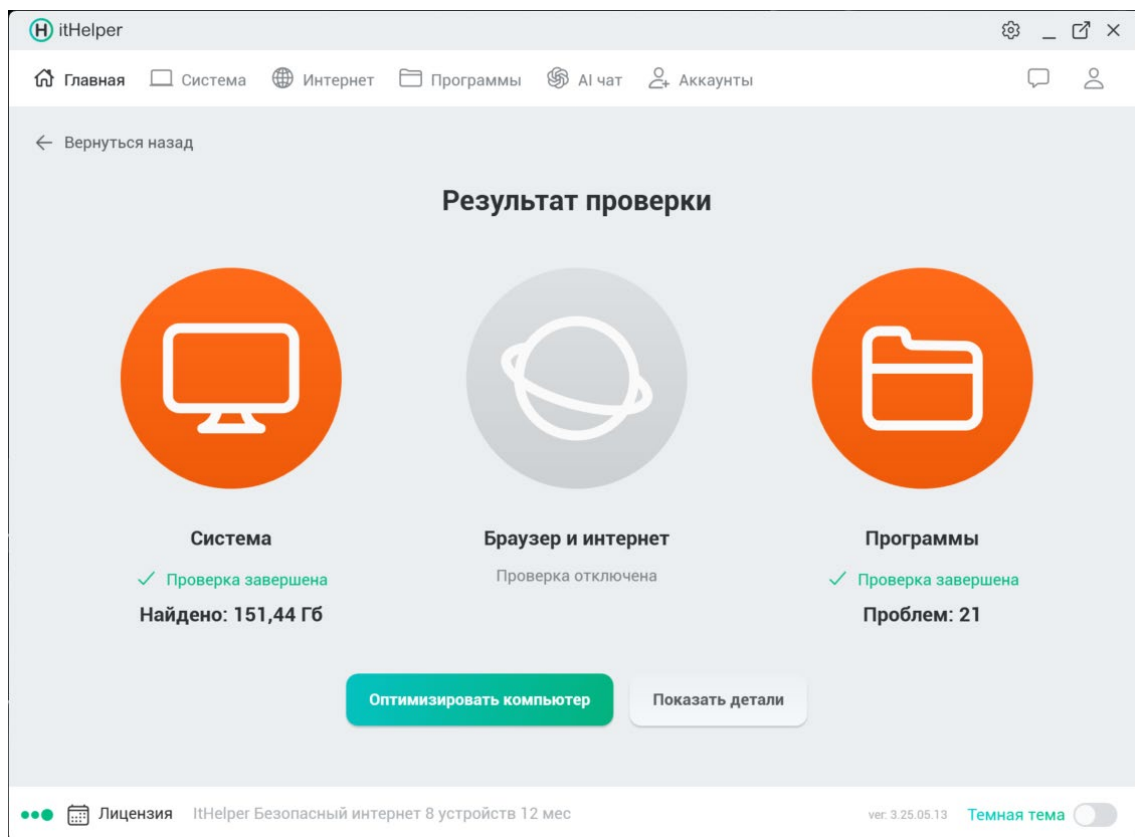 itHelper
Главная Система Интернет Программы AI чат Аккаунты
Вернуться назад
Результат проверки
Система Браузер и интернет Программы
Проверка завершена Проверка отключена Проверка завершена
Найдено: 151,44 Гб Проблем: 21
Оптимизировать компьютер Показать детали
Лицензия ItHelper Безопасный интернет 8 устройств 12 мес ver: 3.25.05.13 Темная тема